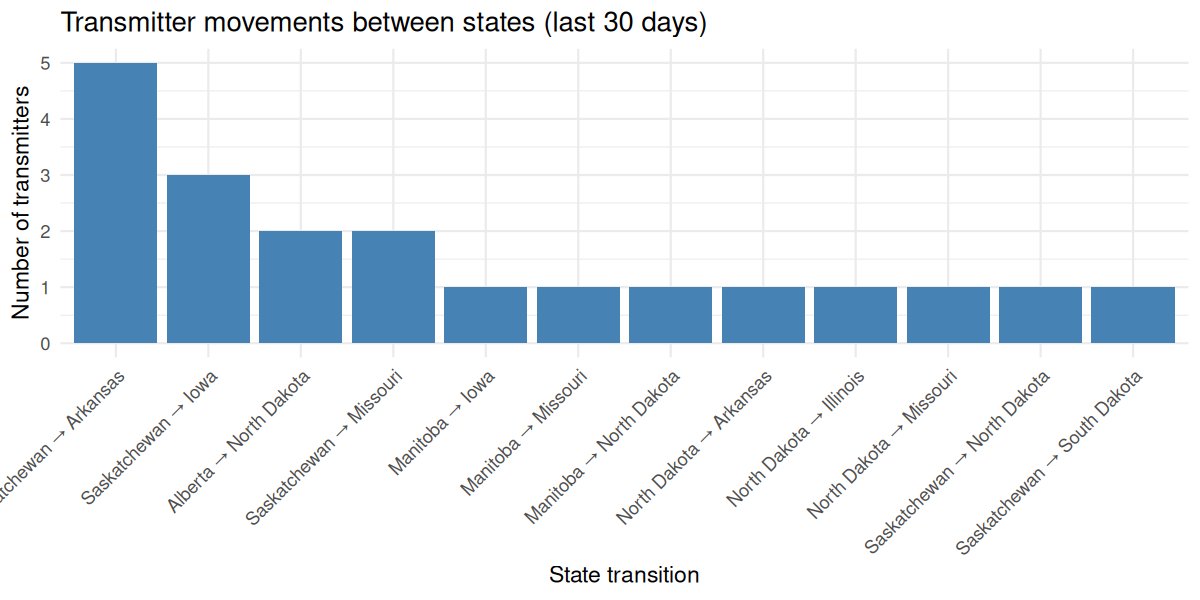 Transmitter movements between states (last 30 days)
Number of transmitters
5
4
3
2
1
0
atchewan → Arkansas
Saskatchewan → Iowa
Alberta → North Dakota
Saskatchewan → Missouri
Manitoba → Iowa
Manitoba → Missouri
Manitoba → North Dakota
North Dakota → Arkansas
North Dakota → Illinois
North Dakota → Missouri
Saskatchewan → North Dakota
Saskatchewan → South Dakota
State transition